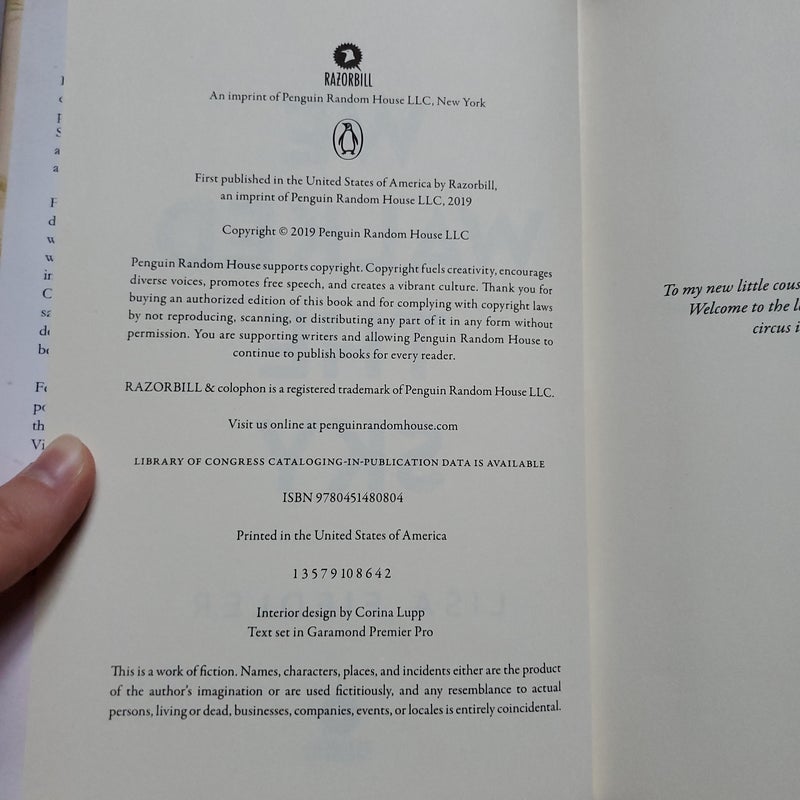 RAZORBILL
An imprint of Penguin Random House LLC, New York
First published in the United States of America by Razorbill,
an imprint of Penguin Random House LLC, 2019
Copyright © 2019 Penguin Random House LLC
Penguin Random House supports copyright. Copyright fuels creativity, encourages
diverse voices, promotes free speech, and creates a vibrant culture. Thank you for
buying an authorized edition of this book and for complying with copyright laws
by not reproducing, scanning, or distributing any part of it in any form without
permission. You are supporting writers and allowing Penguin Random House to
continue to publish books for every reader.
RAZORBILL & colophon is a registered trademark of Penguin Random House LLC.
Visit us online at penguinrandomhouse.com
LIBRARY OF CONGRESS CATALOGING-IN-PUBLICATION DATA IS AVAILABLE
ISBN 9780451480804
Printed in the United States of America
1 3 5 7 9 10 8 6 4 2
Interior design by Corina Lupp
Text set in Garamond Premier Pro
This is a work of fiction. Names, characters, places, and incidents either are the product
of the author's imagination or are used fictitiously, and any resemblance to actual
persons, living or dead, businesses, companies, events, or locales is entirely coincidental.
To my new little
Welcome to the
circus